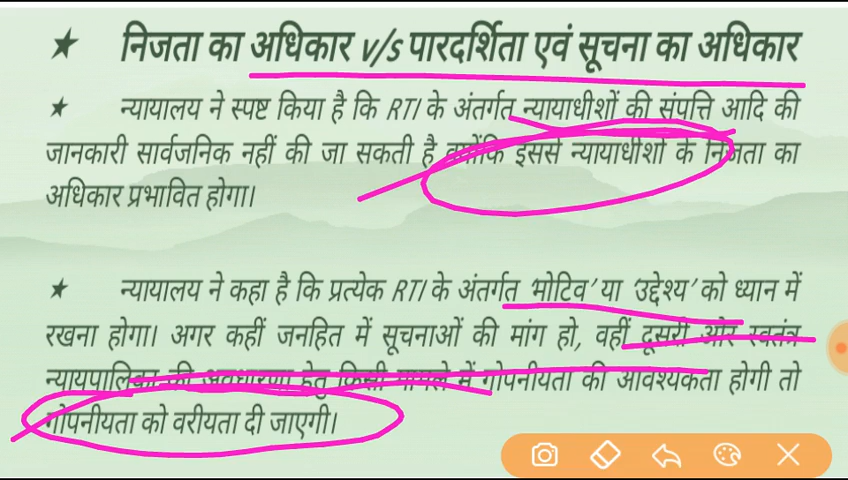 ★ निजता का अधिकार v/s पारदर्शिता एवं सूचना का अधिकार
★ न्यायालय ने स्पष्ट किया है कि RTI के अंतर्गत न्यायाधीशों की संपत्ति आदि की
जानकारी सार्वजनिक नहीं की जा सकती है क्योंकि इससे न्यायाधीशों के निजता का
अधिकार प्रभावित होगा।
★ न्यायालय ने कहा है कि प्रत्येक RTI के अंतर्गत 'मोटिव' या 'उद्देश्य' को ध्यान में
रखना होगा। अगर कहीं जनहित में सूचनाओं की मांग हो, वहीं दूसरी ओर स्वतंत्र
न्यायपालिका की अवधारणा हेतु किसी मामले में गोपनीयता की आवश्यकता होगी तो
गोपनीयता को वरीयता दी जाएगी।